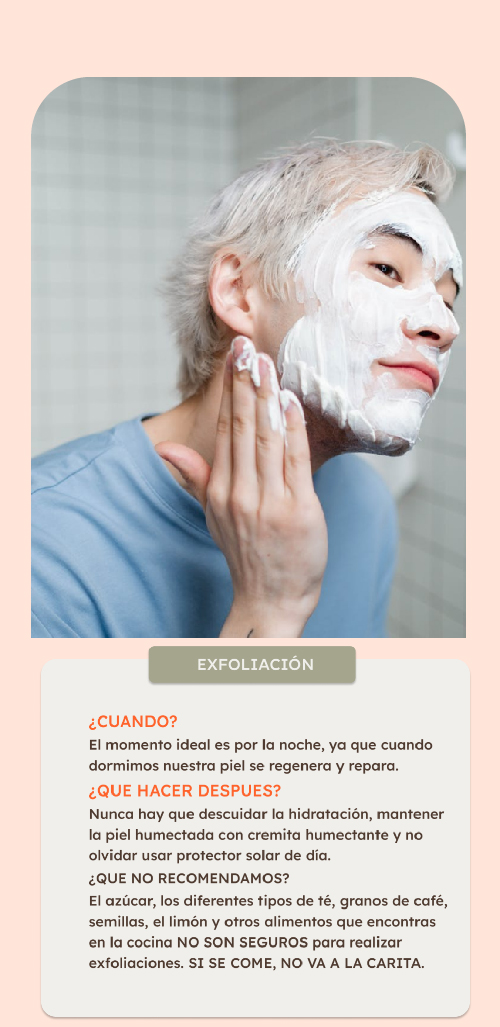 EXFOLIACIÓN
¿CUANDO?
El momento ideal es por la noche, ya que cuando
dormimos nuestra piel se regenera y repara.
¿QUE HACER DESPUES?
Nunca hay que descuidar la hidratación, mantener
la piel humectada con cremita humectante y no
olvidar usar protector solar de día.
¿QUE NO RECOMENDAMOS?
El azúcar, los diferentes tipos de té, granos de café,
semillas, el limón y otros alimentos que encontras
en la cocina NO SON SEGUROS para realizar
exfoliaciones. SI SE COME, NO VA A LA CARITA.